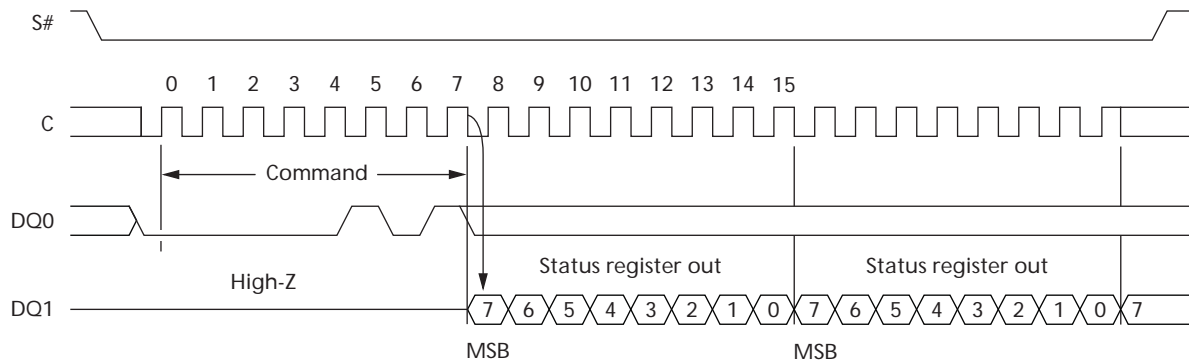 S#
0 1 2 3 4 5 6 7 8 9 10 11 12 13 14 15
C
Command
DQ0
High-Z Status register out Status register out
DQ1 7 6 5 4 3 2 1 0 7 6 5 4 3 2 1 0 7
MSB MSB